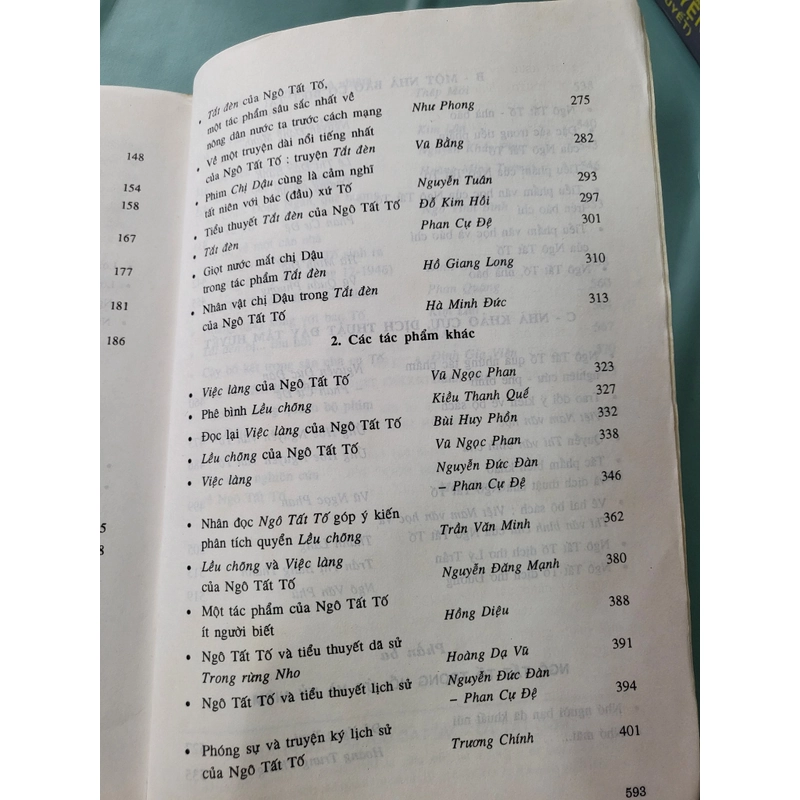 148
154
158
167
177
181
186
5
8
• Tắt đèn của Ngô Tất Tố,
một tác phẩm sâu sắc nhất về
nông dân nước ta trước cách mạng Như Phong 275
• Về một truyện dài nổi tiếng nhất
của Ngô Tất Tố : truyện Tắt đèn Vũ Bằng 282
• Phim Chị Dậu cùng là cảm nghĩ
tất niên với bác (đầu) xứ Tố Nguyễn Tuân 293
• Tiểu thuyết Tắt đèn của Ngô Tất Tố Đỗ Kim Hồi 297
• Tắt đèn Phan Cự Đệ 301
• Giọt nước mắt chị Dậu
trong tác phẩm Tắt đèn Hồ Giang Long 310
• Nhân vật chị Dậu trong Tắt đèn
của Ngô Tất Tố Hà Minh Đức 313
2. Các tác phẩm khác
• Việc làng của Ngô Tất Tố Vũ Ngọc Phan 323
• Phê bình Lều chõng Kiều Thanh Quế 327
• Đọc lại Việc làng của Ngô Tất Tố Bùi Huy Phồn 332
• Lều chõng của Ngô Tất Tố Vũ Ngọc Phan 338
• Việc làng Nguyễn Đức Đàn
– Phan Cự Đệ 346
• Nhân đọc Ngô Tất Tố góp ý kiến
phân tích quyển Lều chõng Trần Văn Minh 362
• Lều chõng và Việc làng
của Ngô Tất Tố Nguyễn Đăng Mạnh 380
• Một tác phẩm của Ngô Tất Tố
ít người biết Hồng Diệu 388
• Ngô Tất Tố và tiểu thuyết dã sử
Trong rừng Nho Hoàng Dạ Vũ 391
• Ngô Tất Tố và tiểu thuyết lịch sử Nguyễn Đức Đàn
– Phan Cự Đệ 394
• Phóng sự và truyện ký lịch sử
của Ngô Tất Tố Trương Chính 401
593